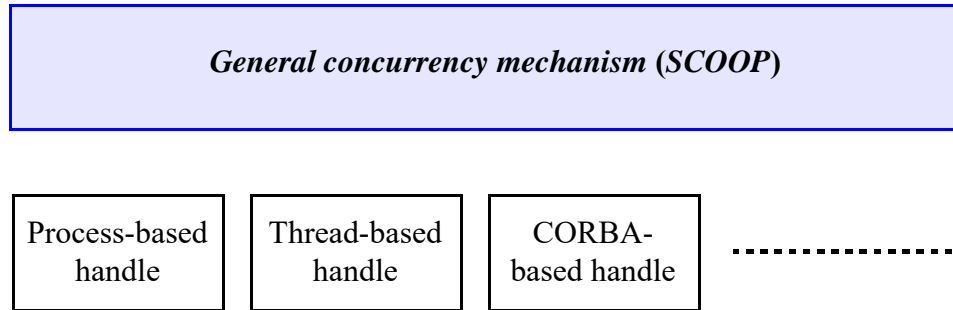 General concurrency mechanism (SCOOP)
Process-based
handle
Thread-based
handle
CORBA-
based handle